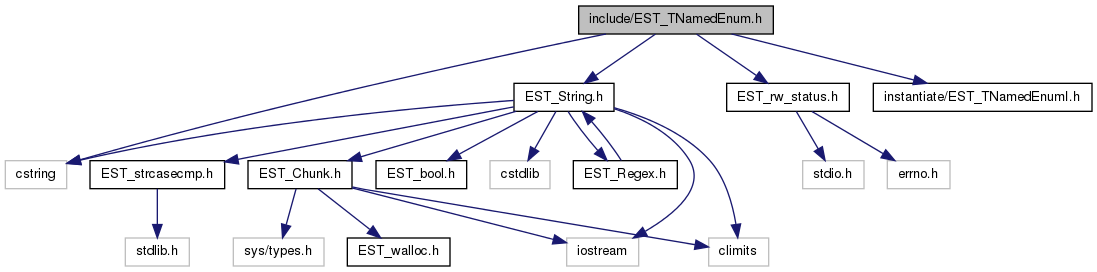 include/EST_TNamedEnum.h
EST_String.h
EST_rw_status.h
instantiate/EST_TNamedEnumI.h
cstring
EST_strcasecmp.h
EST_Chunk.h
EST_bool.h
cstdlib
EST_Regex.h
stdio.h
errno.h
stdlib.h
sys/types.h
EST_walloc.h
iostream
climits